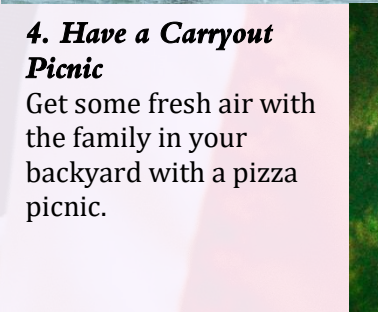 4. Have a Carryout
Picnic
Get some fresh air with
the family in your
backyard with a pizza
picnic.